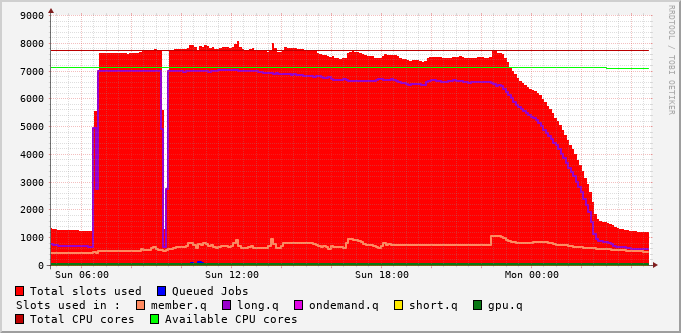 9000
8000
7000
6000
5000
4000
3000
2000
1000
0
Sun 06:00 Sun 12:00 Sun 18:00 Mon 00:00
RRDTOOL / TOBI OETIKER
Total slots used Queued Jobs
Slots used in : member.q long.q ondemand.q short.q gpu.q
Total CPU cores Available CPU cores